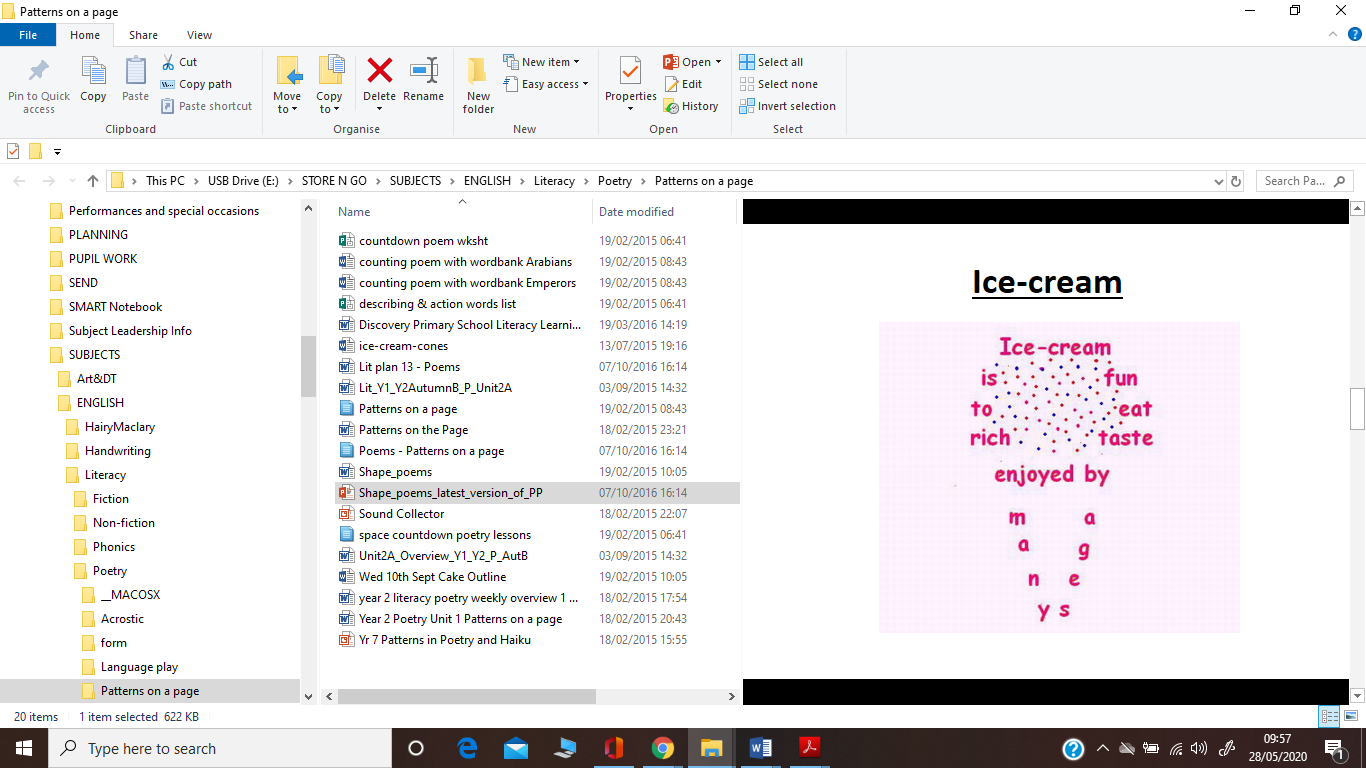 Patterns on a page
File Home Share View
Pin to Quick access
Copy
Paste
Cut
Copy path
Paste shortcut
Clipboard
Move to
Copy to
Delete
Rename
Organise
New folder
New item
Easy access
New
Properties
Open
Edit
History
Open
Select all
Select none
Invert selection
Select
This PC > USB Drive (E:) > STORE N GO > SUBJECTS > ENGLISH > Literacy > Poetry > Patterns on a page
Search Pa...
Performances and special occasions
PLANNING
PUPIL WORK
SEND
SMART Notebook
Subject Leadership Info
SUBJECTS
Art&DT
ENGLISH
HairyMaclary
Handwriting
Literacy
Fiction
Non-fiction
Phonics
Poetry
__MACOSX
Acrostic
form
Language play
Patterns on a page
Name Date modified
countdown poem wksht 19/02/2015 06:41
counting poem with wordbank Arabians 19/02/2015 08:43
counting poem with wordbank Emperors 19/02/2015 08:43
describing & action words list 19/02/2015 06:41
Discovery Primary School Literacy Learni... 19/03/2016 14:19
ice-cream-cones 13/07/2015 19:16
Lit plan 13 - Poems 07/10/2016 16:14
Lit_Y1_Y2AutumnB_P_Unit2A 03/09/2015 14:32
Patterns on a page 19/02/2015 08:43
Patterns on the Page 18/02/2015 23:21
Poems - Patterns on a page 07/10/2016 16:14
Shape_poems 19/02/2015 10:05
Shape_poems_latest_version_of_PP 07/10/2016 16:14
Sound Collector 18/02/2015 22:07
space countdown poetry lessons 19/02/2015 06:41
Unit2A_Overview_Y1_Y2_P_AutB 03/09/2015 14:32
Wed 10th Sept Cake Outline 19/02/2015 10:05
year 2 literacy poetry weekly overview 1 ... 18/02/2015 17:54
Year 2 Poetry Unit 1 Patterns on a page 18/02/2015 20:43
Yr 7 Patterns in Poetry and Haiku 18/02/2015 15:55
Ice-cream
Ice-cream
is fun
to eat
rich taste
enjoyed by
m a
a g
n e
y s
20 items 1 item selected 622 KB
Type here to search
09:57
28/05/2020
1